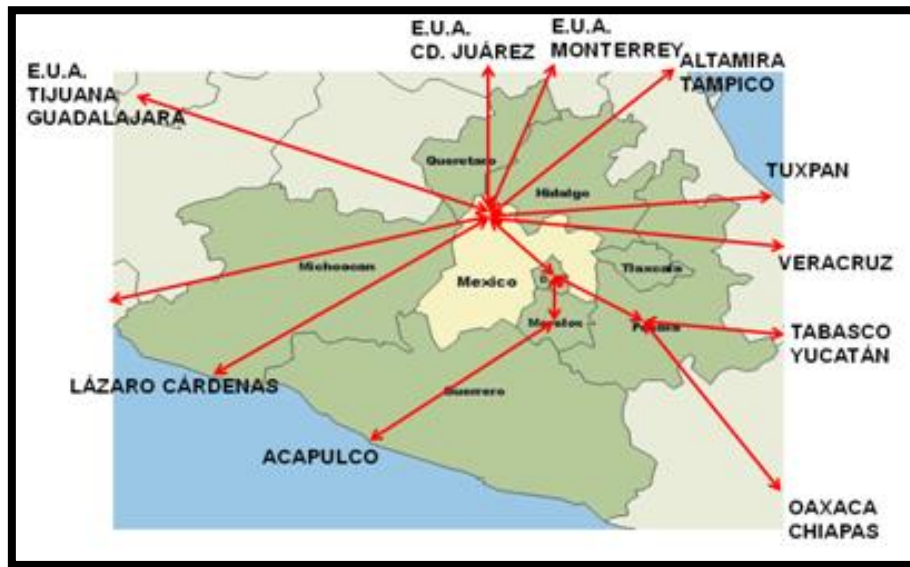 E.U.A.
CD. JUÁREZ
E.U.A.
MONTERREY
ALTAMIRA
TAMPICO
E.U.A.
TIJUANA
GUADALAJARA
Queretaro
TUXPAN
Hidalgo
VERACRUZ
Michoacan
Tlaxcala
Mexico
Morelos
TABASCO
YUCATÁN
LÁZARO CÁRDENAS
Guerrero
ACAPULCO
OAXACA
CHIAPAS